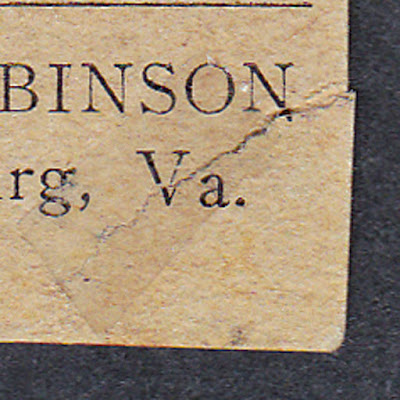 BINSON
rg, Va.